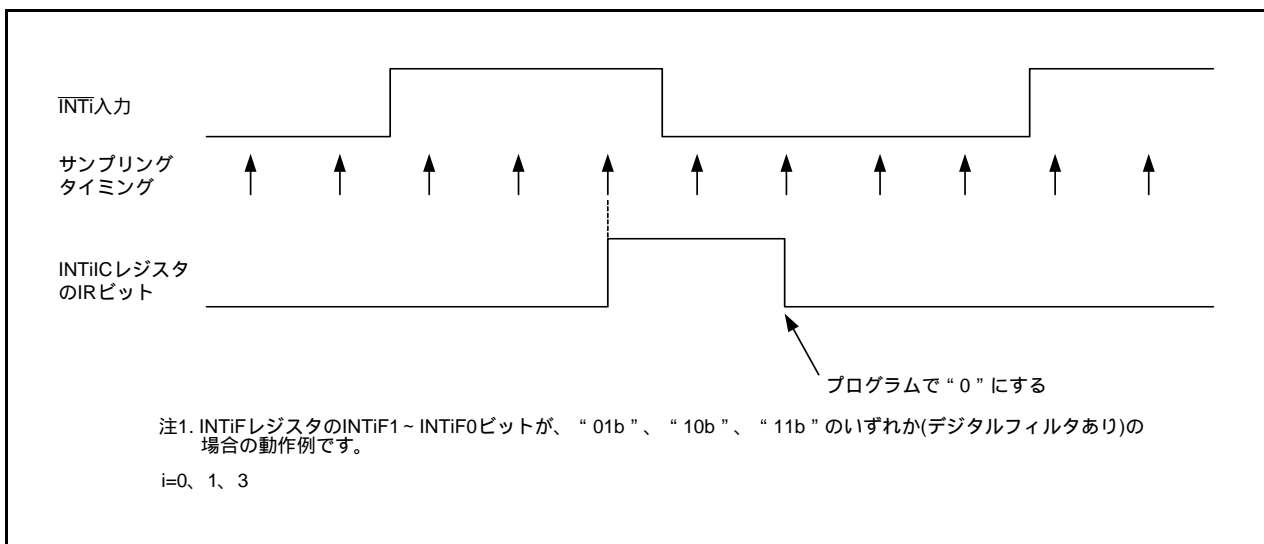 INTi入力
サンプリング
タイミング
INTiICレジスタ
のIRビット
プログラムで“0”にする
注1. INTiFレジスタのINTiF1~INTiF0ビットが、“01b”、“10b”、“11b”のいずれか(デジタルフィルタあり)の
場合の動作例です。
i=0、1、3